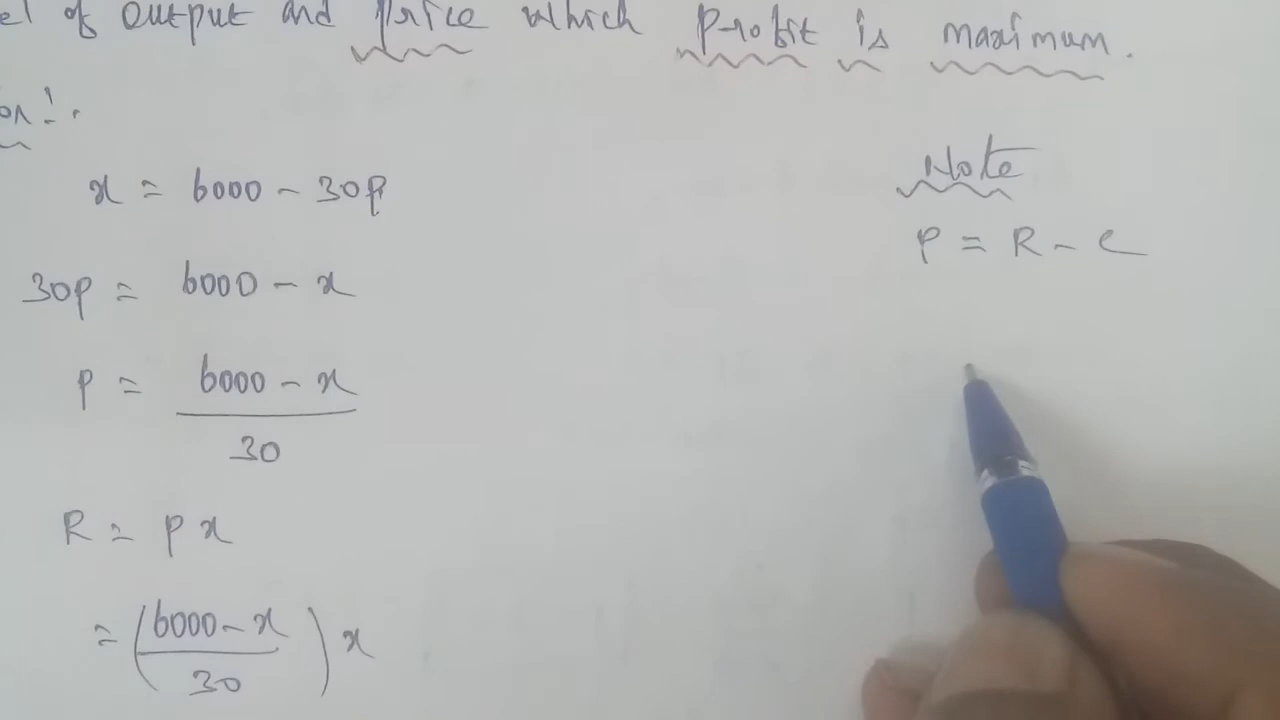 el of output and price which Profit is maximum.
on:.
x = 6000 - 30p
30p = 6000 - x
p = 6000 - x / 30
R = px
= (6000 - x / 30) x
Note
P = R - C